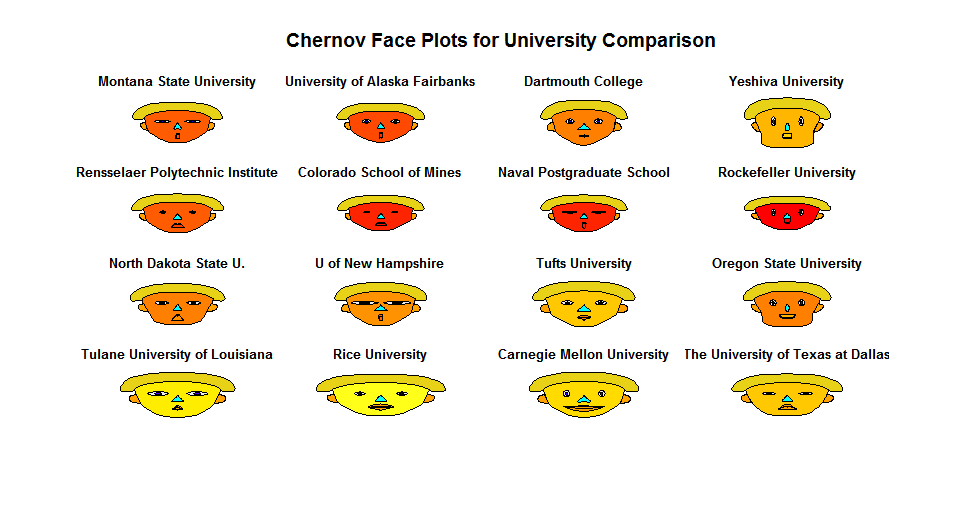 Chernov Face Plots for University Comparison
Montana State University
University of Alaska Fairbanks
Dartmouth College
Yeshiva University
Rensselaer Polytechnic Institute
Colorado School of Mines
Naval Postgraduate School
Rockefeller University
North Dakota State U.
U of New Hampshire
Tufts University
Oregon State University
Tulane University of Louisiana
Rice University
Carnegie Mellon University
The University of Texas at Dallas